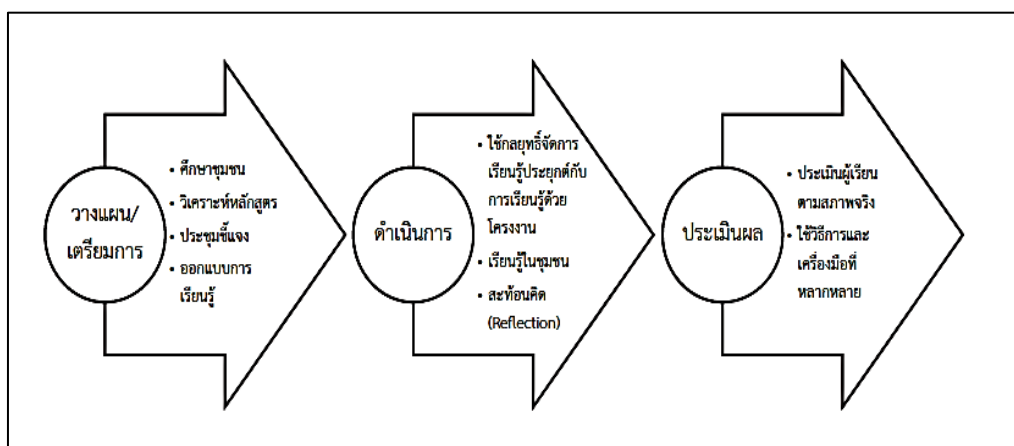 วางแผน/
เตรียมการ
• ศึกษาชุมชน
• วิเคราะห์หลักสูตร
• ประชุมชี้แจง
• ออกแบบการ
เรียนรู้
ดำเนินการ
• ใช้กลยุทธิ์จัดการ
เรียนรู้ประยุกต์กับ
การเรียนรู้ด้วย
โครงงาน
• เรียนรู้ในชุมชน
• สะท้อนคิด
(Reflection)
ประเมินผล
• ประเมินผู้เรียน
ตามสภาพจริง
• ใช้วิธีการและ
เครื่องมือที่
หลากหลาย